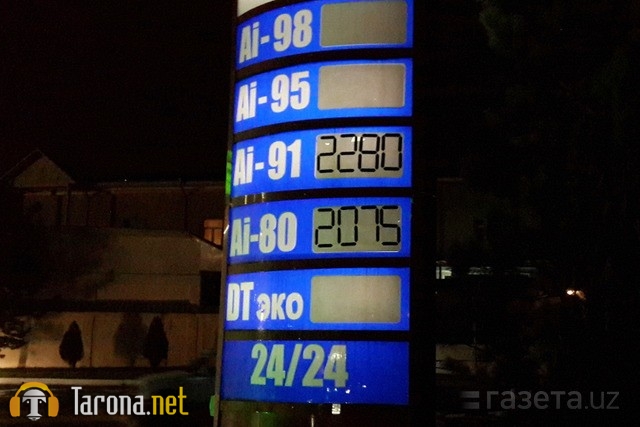 Ai-98
Ai-95
Ai-91 2280
Ai-80 2075
DT эко
24/24
Tarona.net
газета.uz